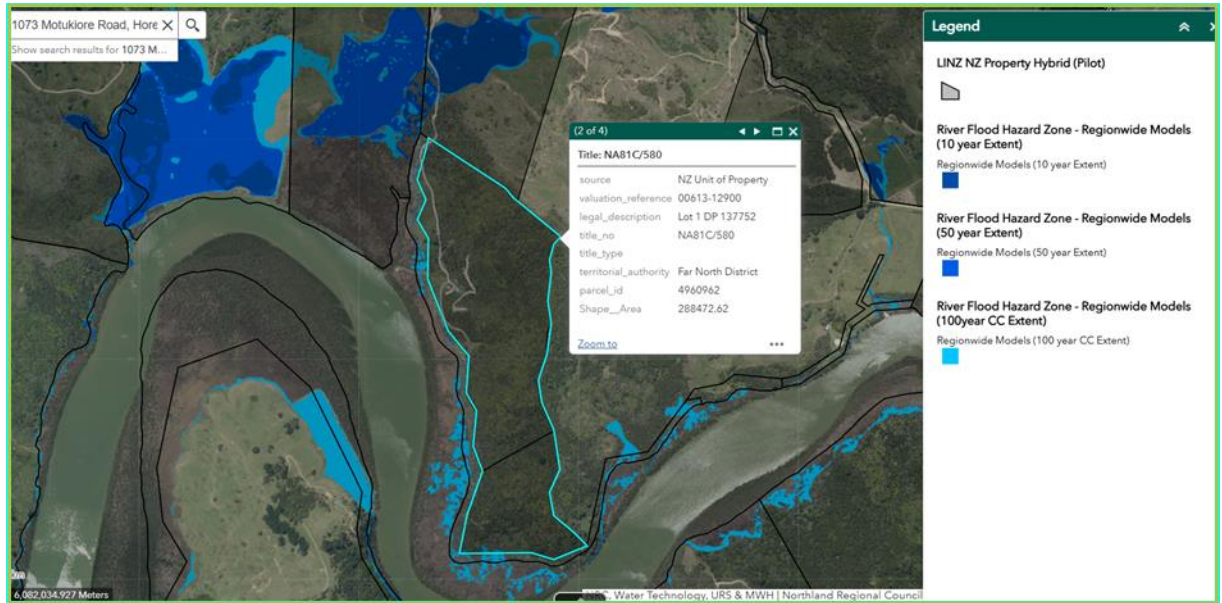 1073 Motukiore Road, Hore
Show search results for 1073 M...
(2 of 4)
Title: NA81C/580
source NZ Unit of Property
valuation_reference 00613-12900
legal_description Lot 1 DP 137752
title_no NA81C/580
title_type
territorial_authority Far North District
parcel_id 4960962
Shape__Area 288472.62
Zoom to
6,082,034.927 Meters
Water Technology, URS & MWH | Northland Regional Council
Legend
LINZ NZ Property Hybrid (Pilot)
River Flood Hazard Zone - Regionwide Models
(10 year Extent)
Regionwide Models (10 year Extent)
River Flood Hazard Zone - Regionwide Models
(50 year Extent)
Regionwide Models (50 year Extent)
River Flood Hazard Zone - Regionwide Models
(100year CC Extent)
Regionwide Models (100 year CC Extent)